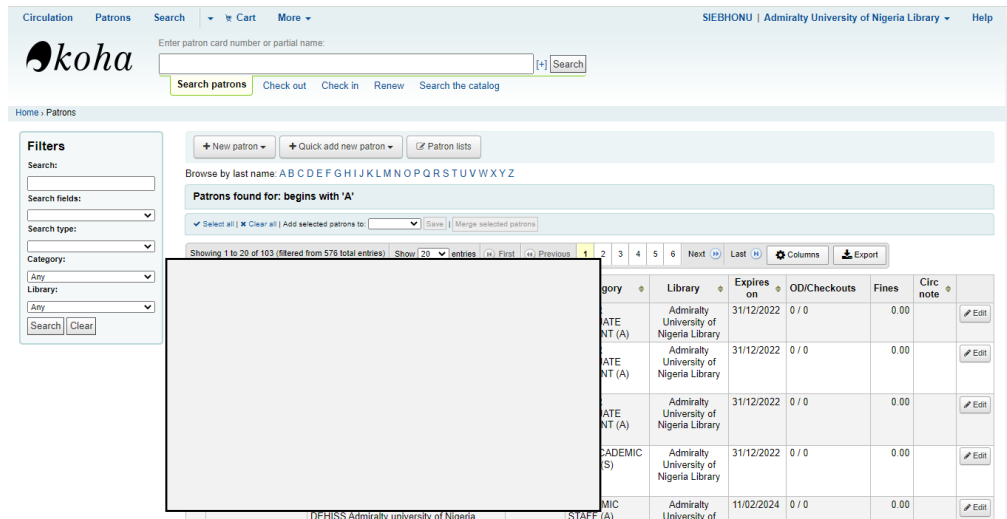 Circulation Patrons Search Cart More SIEBHONU | Admiralty University of Nigeria Library Help
koha
Enter patron card number or partial name:
[+] Search
Search patrons Check out Check in Renew Search the catalog
Home › Patrons
Filters
Search:
Search fields:
Search type:
Category:
Any
Library:
Any
Search Clear
+ New patron + Quick add new patron Patron lists
Browse by last name: A B C D E F G H I J K L M N O P Q R S T U V W X Y Z
Patrons found for: begins with 'A'
Select all | Clear all | Add selected patrons to: Save | Merge selected patrons
Showing 1 to 20 of 103 (filtered from 576 total entries) Show 20 entries First Previous 1 2 3 4 5 6 Next Last Columns Export
gory Library Expires on OD/Checkouts Fines Circ note
Admiralty 31/12/2022 0 / 0 0.00 Edit
UATE University of
NT (A) Nigeria Library
Admiralty 31/12/2022 0 / 0 0.00 Edit
UATE University of
NT (A) Nigeria Library
Admiralty 31/12/2022 0 / 0 0.00 Edit
UATE University of
NT (A) Nigeria Library
CADEMIC Admiralty 31/12/2022 0 / 0 0.00 Edit
(S) University of
Nigeria Library
MIC Admiralty 11/02/2024 0 / 0 0.00 Edit
DEHISS Admiralty university of Nigeria STAFF (A) University of